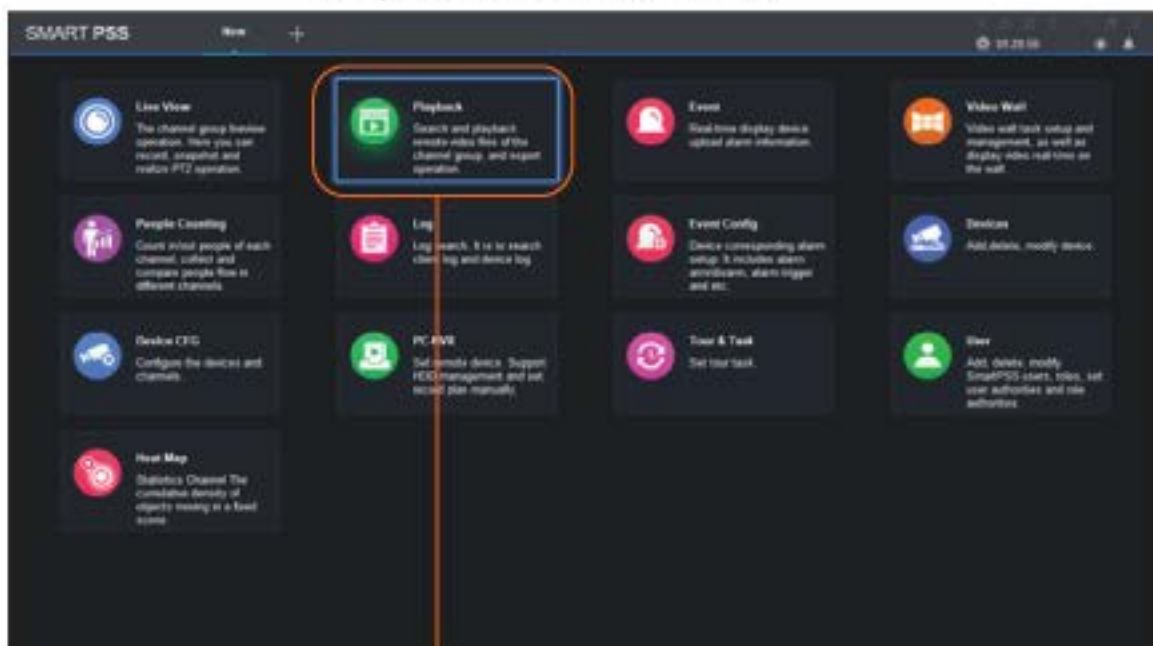 SMART PSS
New
+
Live View
The channel group preview
operation. Here you can
record, snapshot and
realize PTZ operation.
Playback
Search and playback
remote video files of the
channel group, and export
operation.
Event
Real-time display device
upload alarm information.
Video Wall
Video wall task setup and
management, as well as
display video real-time on
the wall.
People Counting
Count in/out people of each
channel, collect and
compare people flow in
different channels.
Log
Log search. It is to search
client log and device log.
Event Config
Device corresponding alarm
setup. It includes alarm
arm/disarm, alarm trigger
and etc.
Devices
Add,delete, modify device.
Device CFG
Configure the devices and
channels.
PC-NVR
Set remote device. Support
HDD management and set
record plan manually.
Tour & Task
Set tour task.
User
Add, delete, modify
SmartPSS users, roles, set
user authorities and role
authorities.
Heat Map
Statistics Channel The
cumulative density of
objects moving in a fixed
scene.